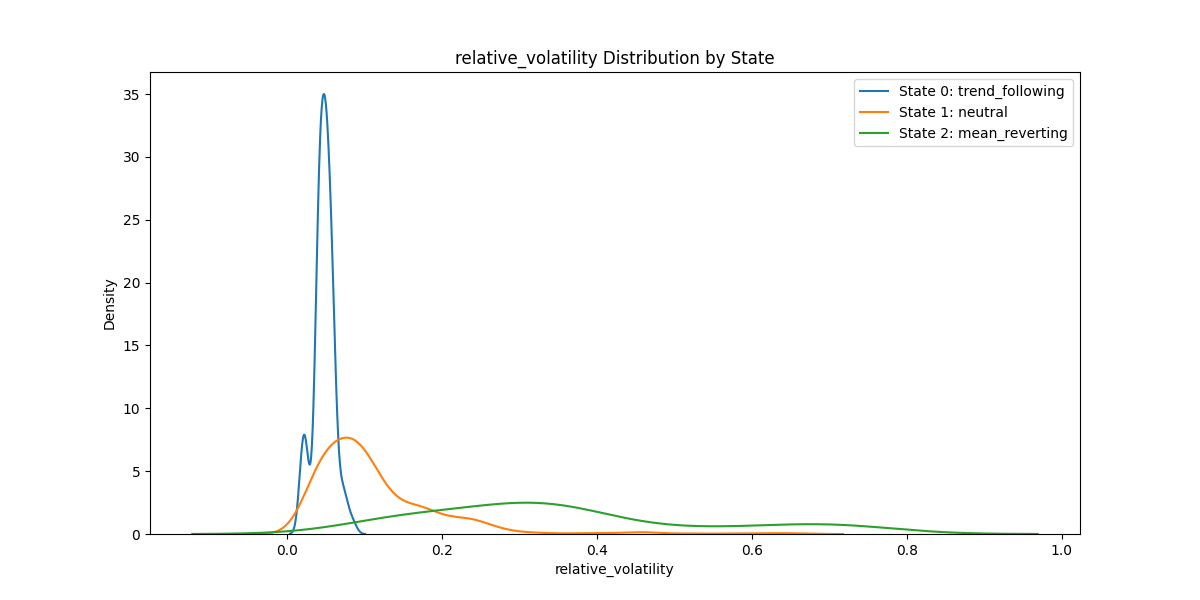 relative_volatility Distribution by State
State 0: trend_following
State 1: neutral
State 2: mean_reverting
Density
35
30
25
20
15
10
5
0
0.0 0.2 0.4 0.6 0.8 1.0
relative_volatility